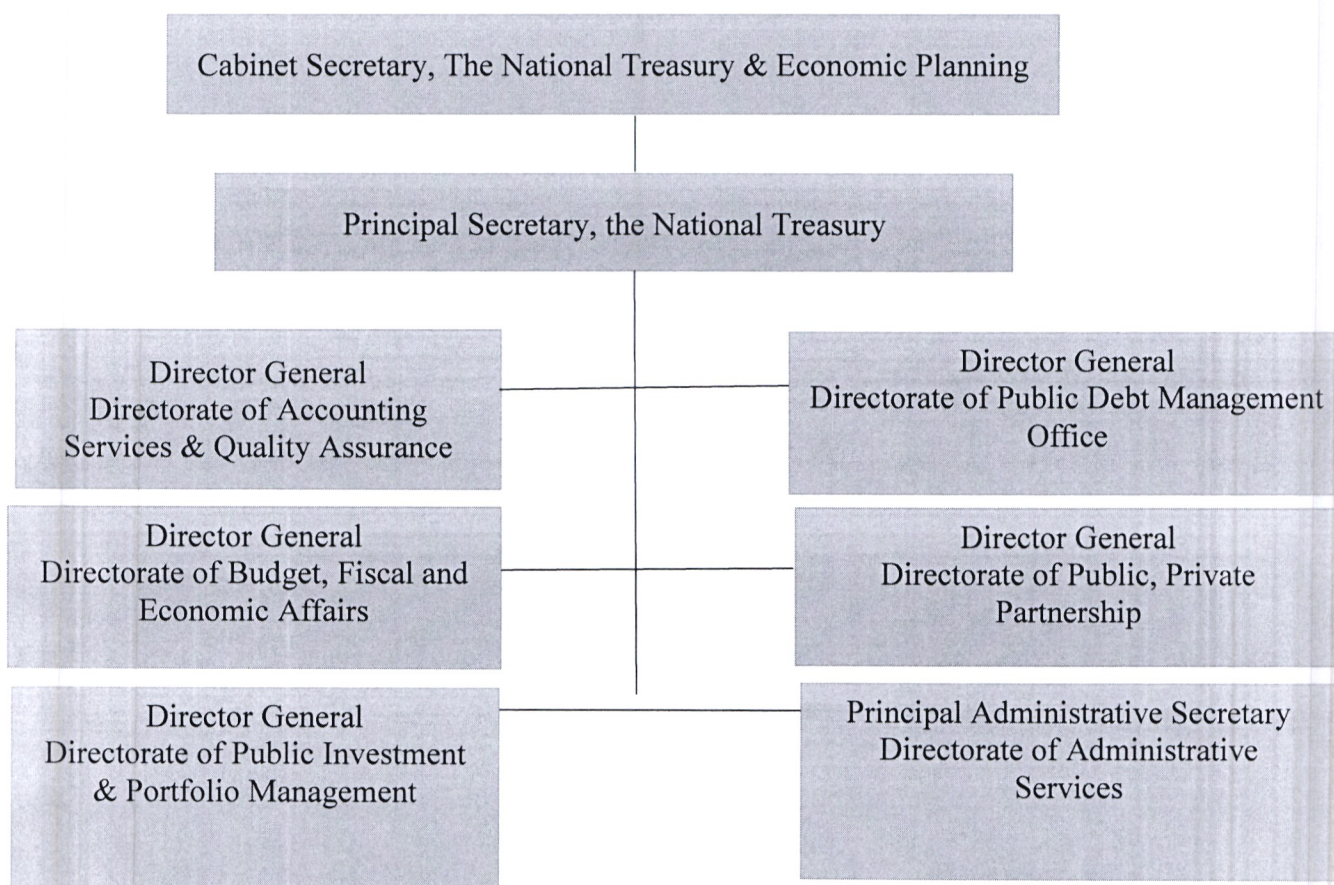 Cabinet Secretary, The National Treasury & Economic Planning
Principal Secretary, the National Treasury
Director General
Directorate of Accounting
Services & Quality Assurance
Director General
Directorate of Public Debt Management
Office
Director General
Directorate of Budget, Fiscal and
Economic Affairs
Director General
Directorate of Public, Private
Partnership
Director General
Directorate of Public Investment
& Portfolio Management
Principal Administrative Secretary
Directorate of Administrative
Services